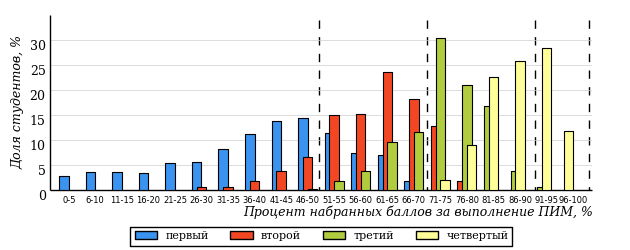 Доля студентов, %
30
25
20
15
10
5
0
0-5 6-10 11-15 16-20 21-25 26-30 31-35 36-40 41-45 46-50 51-55 56-60 61-65 66-70 71-75 76-80 81-85 86-90 91-95 96-100
Процент набранных баллов за выполнение ПИМ, %
первый второй третий четвертый